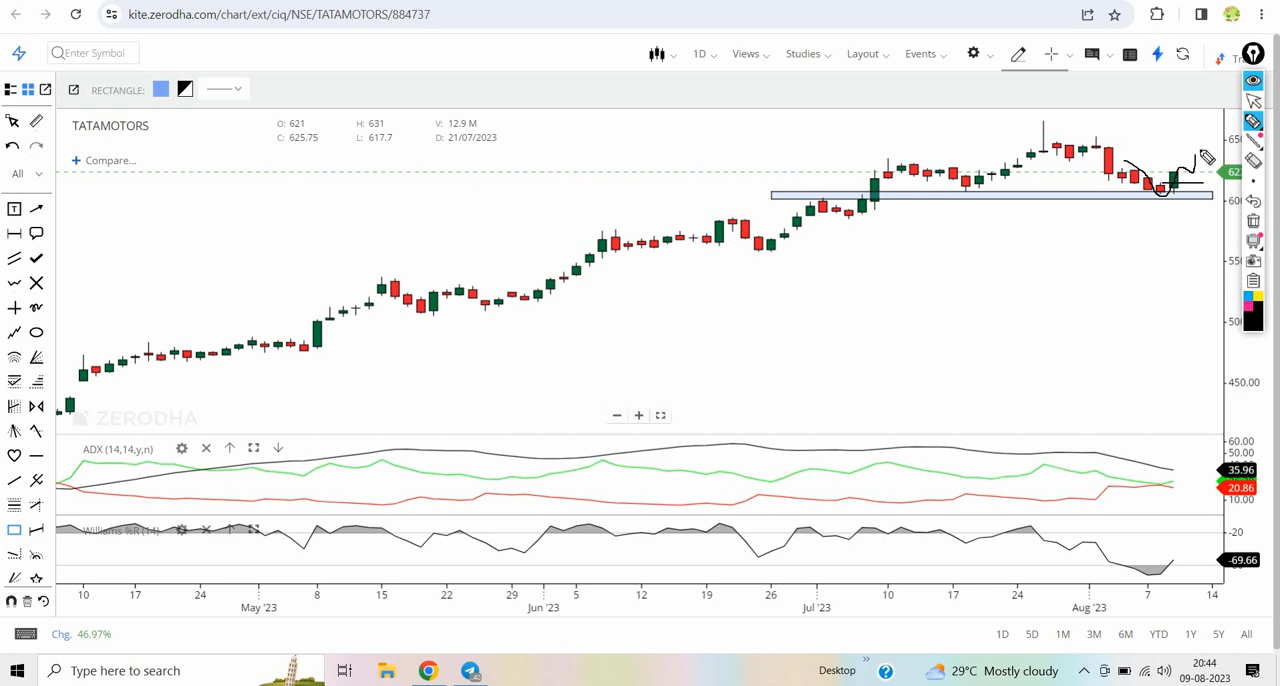 kite.zerodha.com/chart/ext/ciq/NSE/TATAMOTORS/884737
Enter Symbol
1D
Views
Studies
Layout
Events
RECTANGLE:
TATAMOTORS
O: 621
H: 631
V: 12.9 M
C: 625.75
L: 617.7
D: 21/07/2023
+ Compare...
All
600
550
500
450.00
ZERODHA
ADX (14,14,y,n)
60.00
50.00
35.96
20.86
10.00
Williams %R (14)
-20
-69.66
10
17
24
8
15
22
29
5
12
19
26
10
17
24
7
14
May '23
Jun '23
Jul '23
Aug '23
Chg. 46.97%
1D
5D
1M
3M
6M
YTD
1Y
5Y
All
Type here to search
Desktop
29°C Mostly cloudy
20:44
09-08-2023